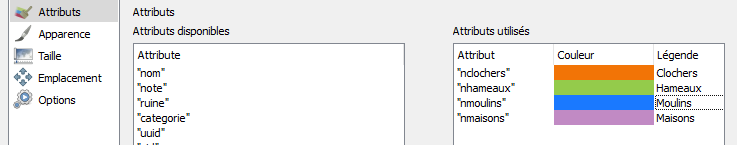 Attributs
Apparence
Taille
Emplacement
Options
Attributs
Attributs disponibles
Attribute
"nom"
"note"
"ruine"
"categorie"
"uuid"
Attributs utilisés
Attribut Couleur Légende
"nclochers" Clochers
"nhameaux" Hameaux
"nmoulins" Moulins
"nmaisons" Maisons